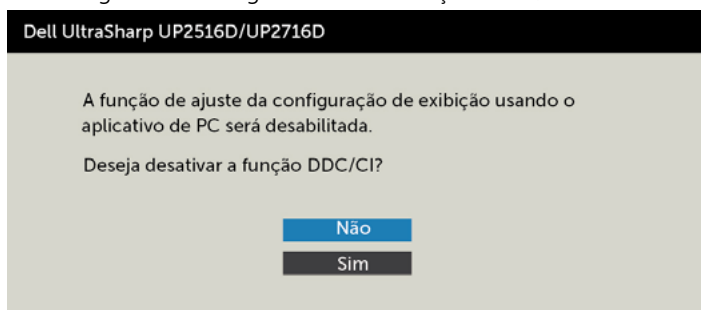 Dell UltraSharp UP2516D/UP2716D
A função de ajuste da configuração de exibição usando o
aplicativo de PC será desabilitada.
Deseja desativar a função DDC/CI?
Não
Sim